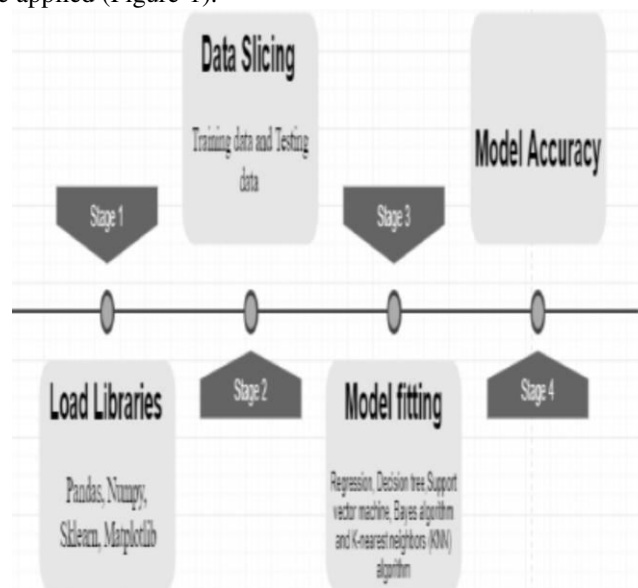 e applied (Figure 1).
Data Slicing
Training data and Testing
data
Model Accuracy
Stage 1
Stage 3
Stage 2
Stage 4
Load Libraries
Pandas, Numpy,
Sklearn, Matplotlib
Model fitting
Regression, Decision tree,Support
vector machine, Bayes algorithm
and K-nearest neighbors (KNN)
algorithm